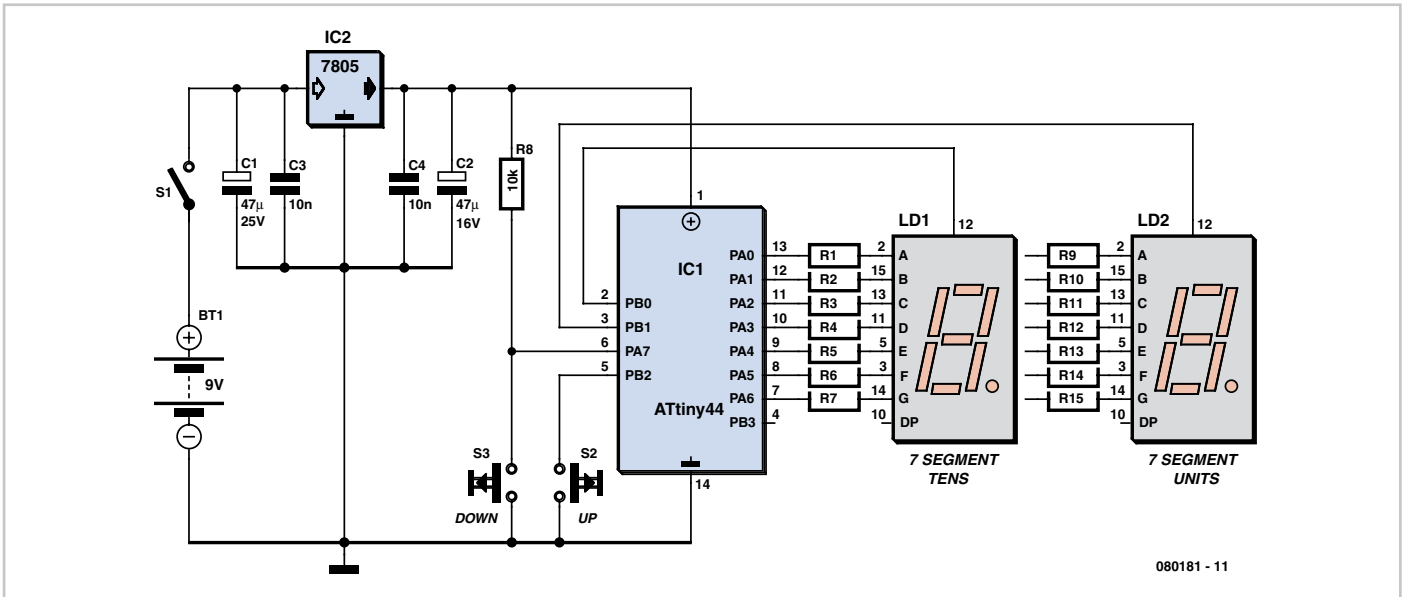 IC2
7805
S1
C1
47µ
25V
C3
10n
C4
10n
C2
47µ
16V
R8
10k
BT1
9V
1
IC1
ATtiny44
2 PB0
3 PB1
6 PA7
5 PB2
PA0 13
PA1 12
PA2 11
PA3 10
PA4 9
PA5 8
PA6 7
PB3 4
14
R1
R2
R3
R4
R5
R6
R7
LD1
12
2 A
15 B
13 C
11 D
5 E
3 F
14 G
10 DP
7 SEGMENT
TENS
R9
R10
R11
R12
R13
R14
R15
LD2
12
2 A
15 B
13 C
11 D
5 E
3 F
14 G
10 DP
7 SEGMENT
UNITS
S3
DOWN
S2
UP
080181 - 11